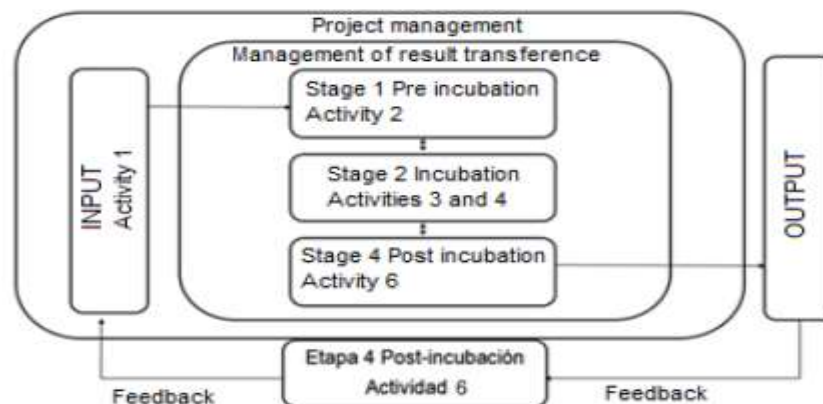 Project management
Management of result transference
INPUT
Activity 1
Stage 1 Pre incubation
Activity 2
Stage 2 Incubation
Activities 3 and 4
Stage 4 Post incubation
Activity 6
OUTPUT
Etapa 4 Post-incubación
Actividad 6
Feedback
Feedback